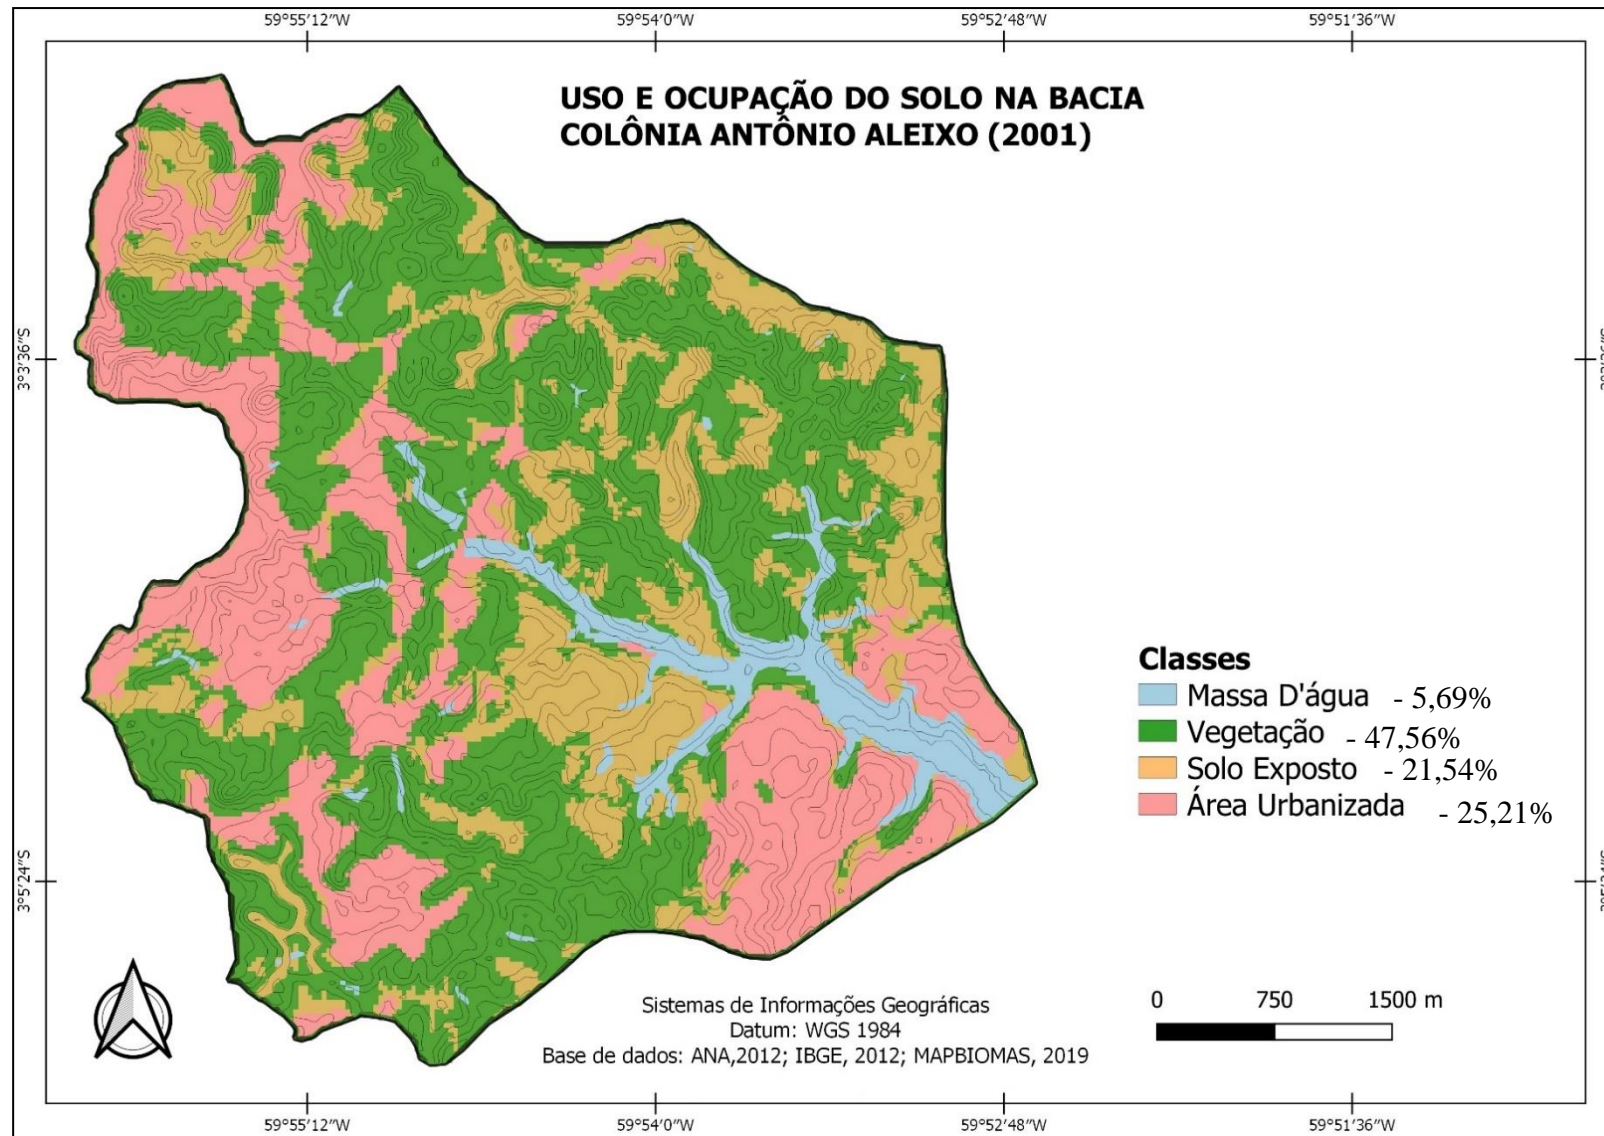 59°55′12″W 59°54′0″W 59°52′48″W 59°51′36″W
USO E OCUPAÇÃO DO SOLO NA BACIA
COLÔNIA ANTÔNIO ALEIXO (2001)
3°3′36″S
Classes
Massa D'água - 5,69%
Vegetação - 47,56%
Solo Exposto - 21,54%
Área Urbanizada - 25,21%
3°5′24″S
0 750 1500 m
Sistemas de Informações Geográficas
Datum: WGS 1984
Base de dados: ANA,2012; IBGE, 2012; MAPBIOMAS, 2019
59°55′12″W 59°54′0″W 59°52′48″W 59°51′36″W